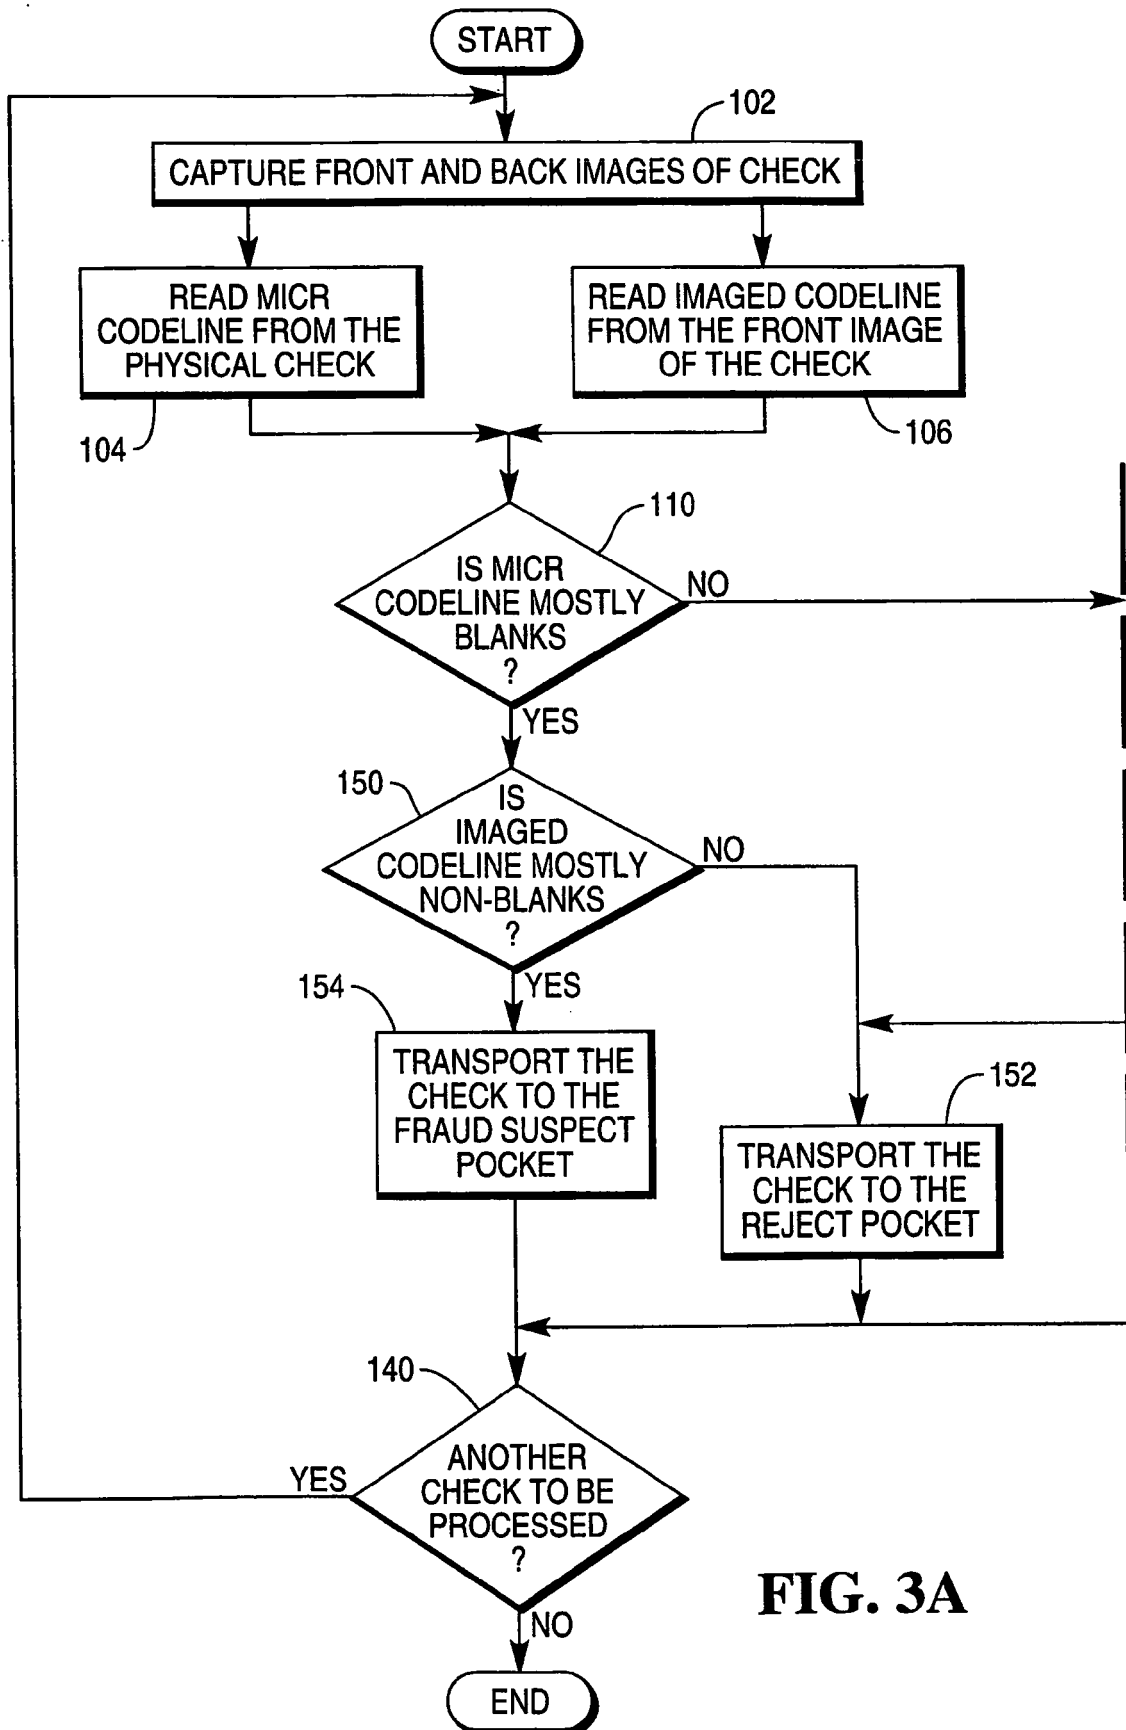 START
102
CAPTURE FRONT AND BACK IMAGES OF CHECK
READ MICR
CODELINE FROM THE
PHYSICAL CHECK
104
READ IMAGED CODELINE
FROM THE FRONT IMAGE
OF THE CHECK
106
110
IS MICR
CODELINE MOSTLY
BLANKS
?
NO
YES
150
IS
IMAGED
CODELINE MOSTLY
NON-BLANKS
?
NO
YES
154
TRANSPORT THE
CHECK TO THE
FRAUD SUSPECT
POCKET
152
TRANSPORT THE
CHECK TO THE
REJECT POCKET
140
ANOTHER
CHECK TO BE
PROCESSED
?
YES
NO
END
FIG. 3A